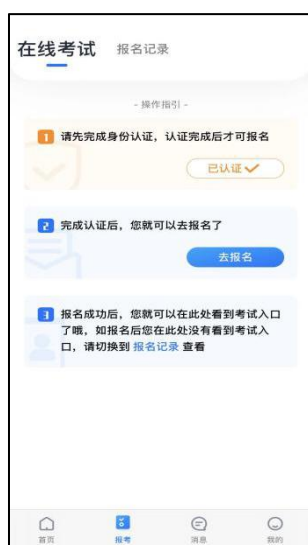 在线考试 报名记录
- 操作指引 -
1 请先完成身份认证，认证完成后才可报名
已认证
2 完成认证后，您就可以去报名了
去报名
3 报名成功后，您就可以在此处看到考试入口
了哦，如报名后您在此处没有看到考试入
口，请切换到 报名记录 查看
首页 报考 消息 我的